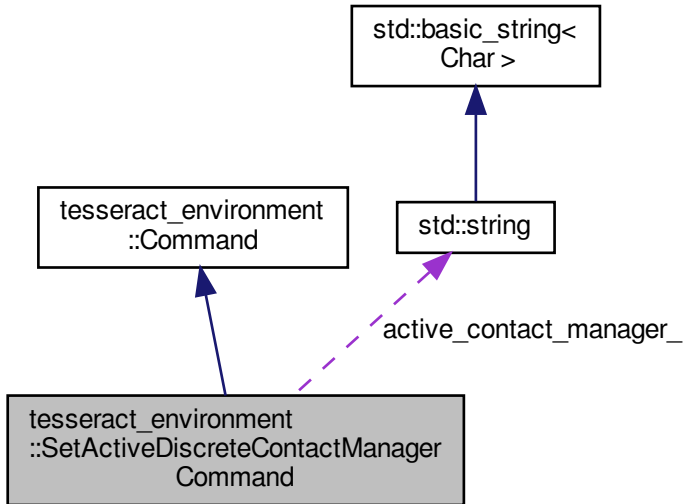 std::basic_string<
Char >
tesseract_environment
::Command
std::string
active_contact_manager_
tesseract_environment
::SetActiveDiscreteContactManager
Command